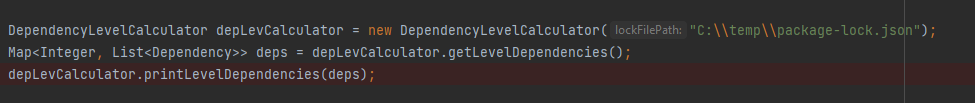 DependencyLevelCalculator depLevCalculator = new DependencyLevelCalculator( lockFilePath: "C:\\temp\\package-lock.json");
Map<Integer, List<Dependency>> deps = depLevCalculator.getLevelDependencies();
depLevCalculator.printLevelDependencies(deps);